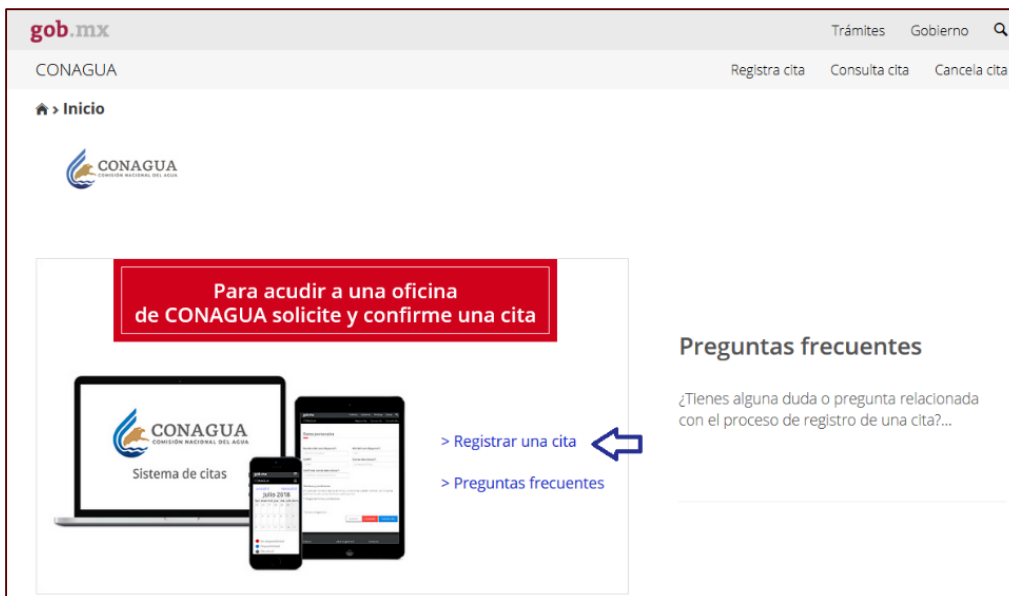 gob.mx
Trámites Gobierno
CONAGUA
Registra cita Consulta cita Cancela cita
> Inicio
CONAGUA
COMISIÓN NACIONAL DEL AGUA
Para acudir a una oficina
de CONAGUA solicite y confirme una cita
CONAGUA
COMISIÓN NACIONAL DEL AGUA
Sistema de citas
Julio 2018
> Registrar una cita
> Preguntas frecuentes
Preguntas frecuentes
¿Tienes alguna duda o pregunta relacionada
con el proceso de registro de una cita?...